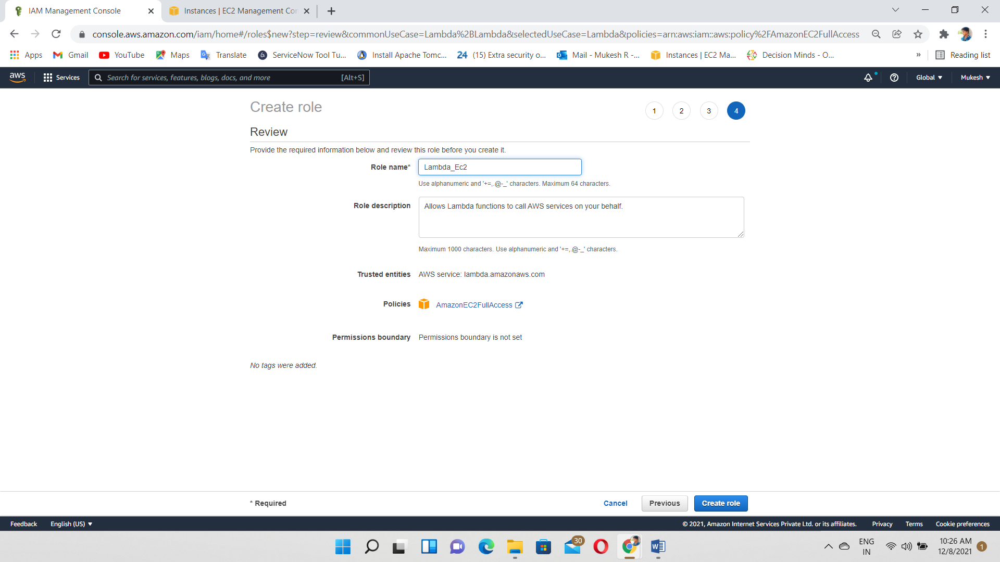 IAM Management Console
Instances | EC2 Management Con
console.aws.amazon.com/iam/home#/roles$new?step=review&commonUseCase=Lambda%2BLambda&selectedUseCase=Lambda&policies=arn:aws:iam::aws:policy%2FAmazonEC2FullAccess
Apps Gmail YouTube Maps Translate ServiceNow Tool Tu... Install Apache Tomc... 24 (15) Extra security o... Mail - Mukesh R -... Instances | EC2 Ma... Decision Minds - O... » Reading list
aws Services Search for services, features, blogs, docs, and more [Alt+S] Global Mukesh
Create role 1 2 3 4
Review
Provide the required information below and review this role before you create it.
Role name* Lambda_Ec2
Use alphanumeric and '+=,.@-_' characters. Maximum 64 characters.
Role description Allows Lambda functions to call AWS services on your behalf.
Maximum 1000 characters. Use alphanumeric and '+=,.@-_' characters.
Trusted entities AWS service: lambda.amazonaws.com
Policies AmazonEC2FullAccess
Permissions boundary Permissions boundary is not set
No tags were added.
* Required Cancel Previous Create role
Feedback English (US) © 2021, Amazon Internet Services Private Ltd. or its affiliates. Privacy Terms Cookie preferences
30 ENG 10:26 AM
IN 12/8/2021 1